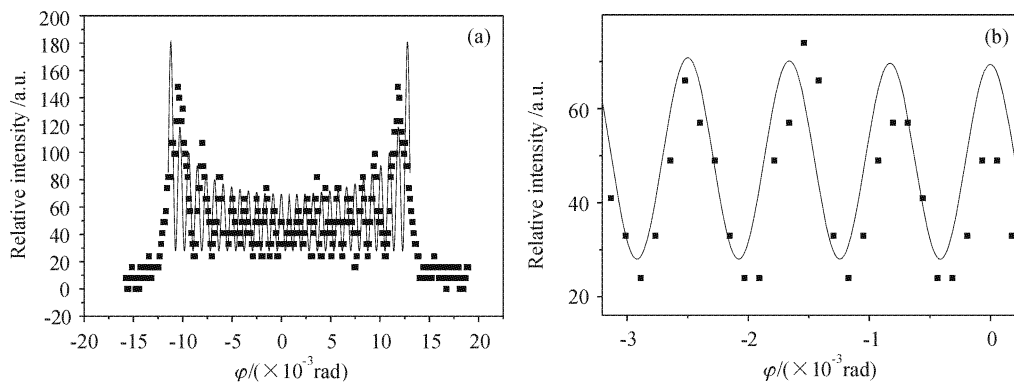 200
180
160
140
120
100
80
60
40
20
0
-20
-20 -15 -10 -5 0 5 10 15 20
Relative intensity /a.u.
φ/(×10⁻³rad)
(a)
60
40
20
-3 -2 -1 0
Relative intensity /a.u.
φ/(×10⁻³rad)
(b)